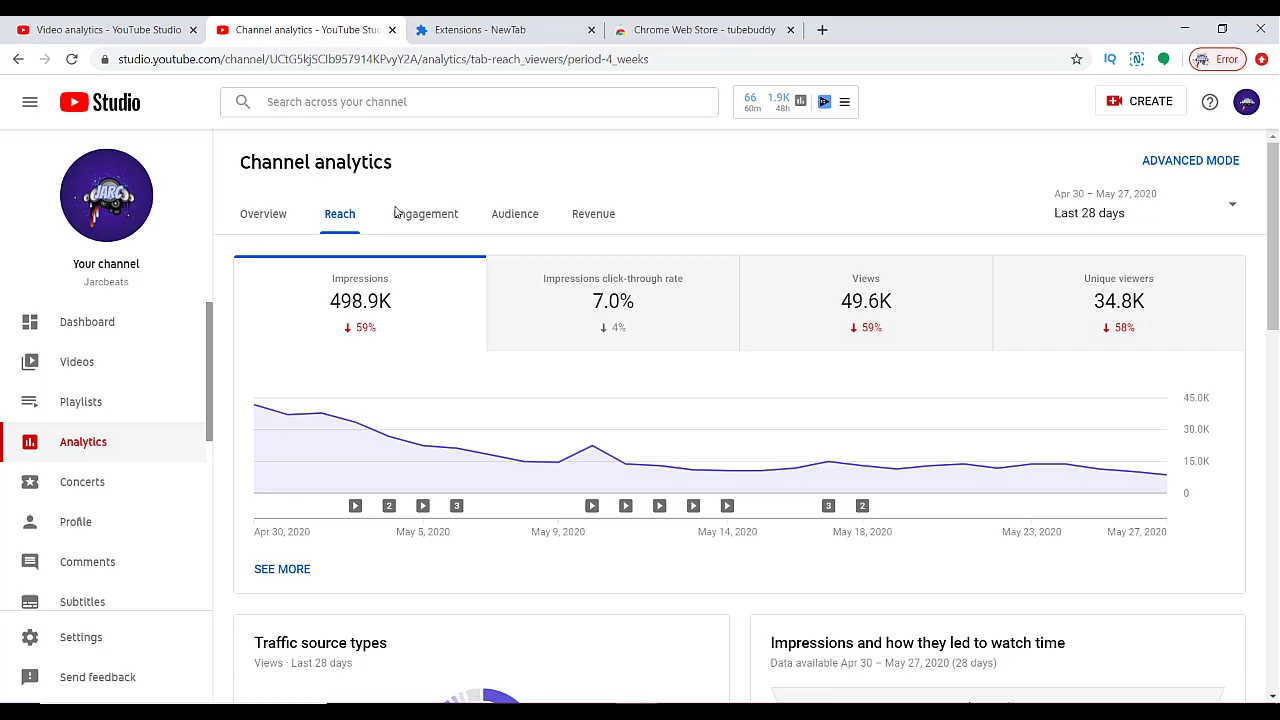 Video analytics - YouTube Studio
Channel analytics - YouTube Stud
Extensions - NewTab
Chrome Web Store - tubebuddy
studio.youtube.com/channel/UCtG5kjSCIb957914KPvyY2A/analytics/tab-reach_view
period-4_weeks
IQ
Error
Studio
Search across your channel
66
60m
1.9K
48h
CREATE
JARC
Your channel
Jarcbeats
Dashboard
Videos
Playlists
Analytics
Concerts
Profile
Comments
Subtitles
Settings
Send feedback
Channel analytics
ADVANCED MODE
Overview
Reach
Engagement
Audience
Revenue
Apr 30 – May 27, 2020
Last 28 days
Impressions
498.9K
59%
Impressions click-through rate
7.0%
4%
Views
49.6K
59%
Unique viewers
34.8K
58%
45.0K
30.0K
15.0K
0
2
3
3
2
Apr 30, 2020
May 5, 2020
May 9, 2020
May 14, 2020
May 18, 2020
May 23, 2020
May 27, 2020
SEE MORE
Traffic source types
Views · Last 28 days
Impressions and how they led to watch time
Data available Apr 30 – May 27, 2020 (28 days)